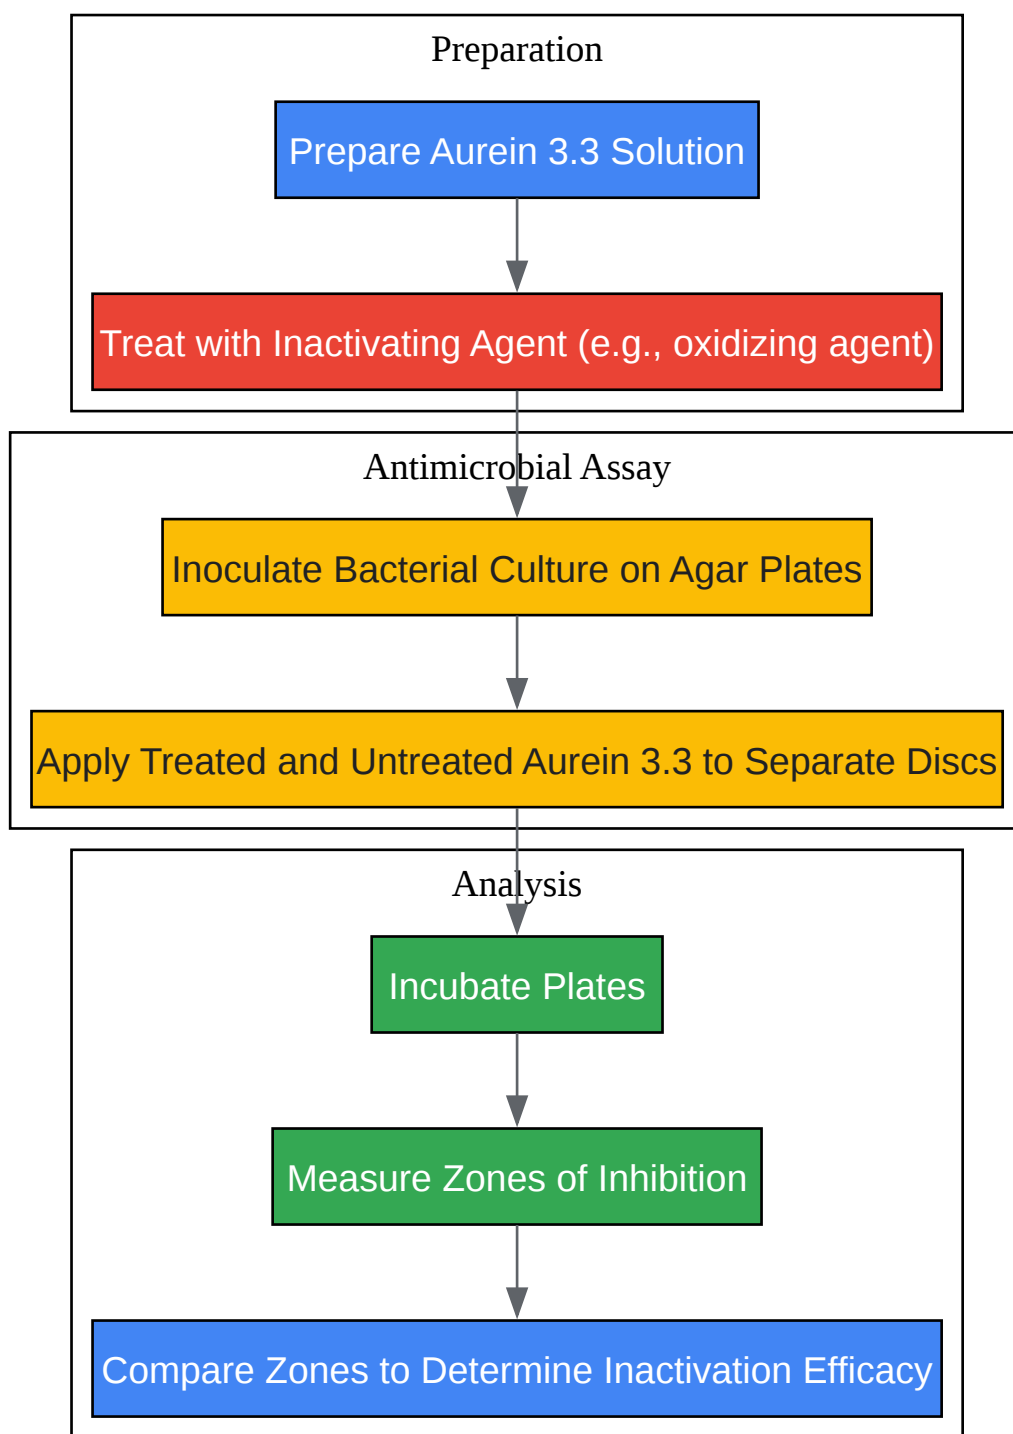 Preparation
Prepare Aurein 3.3 Solution
Treat with Inactivating Agent (e.g., oxidizing agent)
Antimicrobial Assay
Inoculate Bacterial Culture on Agar Plates
Apply Treated and Untreated Aurein 3.3 to Separate Discs
Analysis
Incubate Plates
Measure Zones of Inhibition
Compare Zones to Determine Inactivation Efficacy